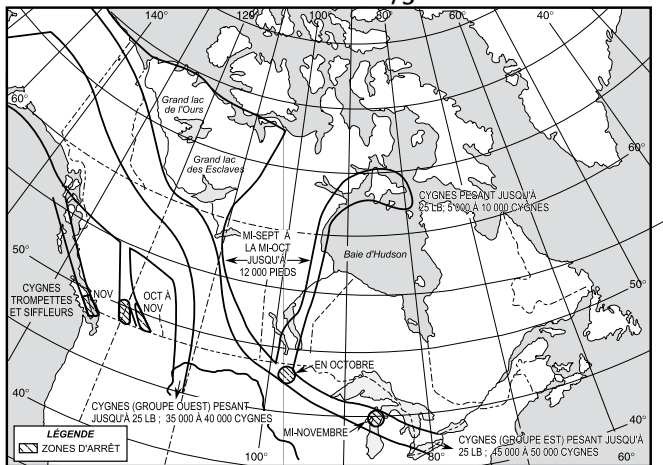 140°
120°
100°
80°
60°
40°
60°
Grand lac
de l'Ours
Grand lac
des Esclaves
60°
CYGNES PESANT JUSQU'À
25 LB; 5 000 À 10 000 CYGNES
MI-SEPT À
LA MI-OCT
JUSQU'À
12 000 PIEDS
Baie d'Hudson
50°
50°
CYGNES
TROMPETTES
ET SIFFLEURS
NOV
OCT À
NOV
EN OCTOBRE
40°
40°
CYGNES (GROUPE OUEST) PESANT
JUSQU'À 25 LB ; 35 000 À 40 000 CYGNES
MI-NOVEMBRE
CYGNES (GROUPE EST) PESANT JUSQU'À
25 LB ; 45 000 À 50 000 CYGNES
LÉGENDE
ZONES D'ARRÊT
100°
80°
60°